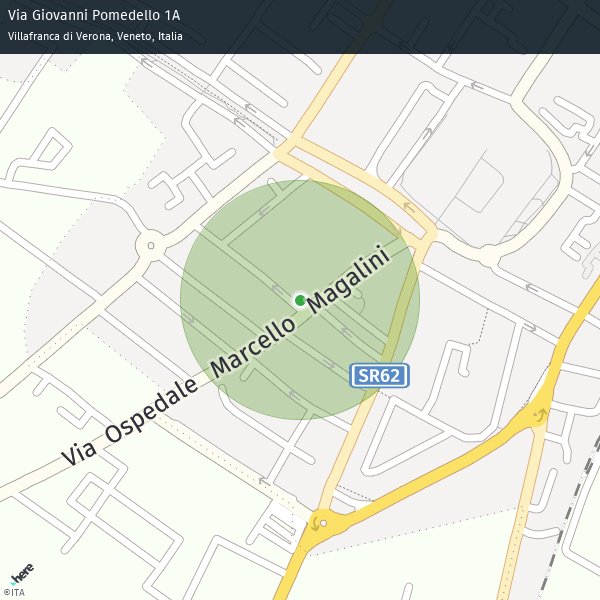 Via Giovanni Pomedello 1A
Villafranca di Verona, Veneto, Italia
Via Ospedale Marcello Magalini
SR62
here
©ITA